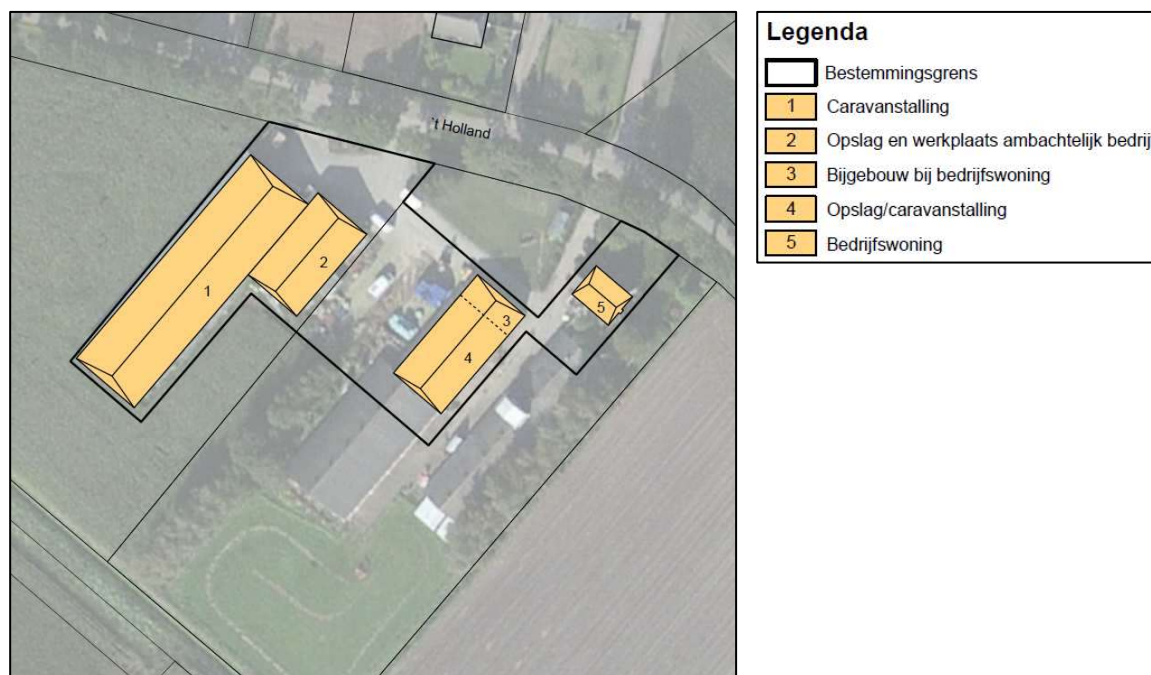 't Holland
1
2
3
4
5
Legenda
Bestemmingsgrens
1 Caravanstalling
2 Opslag en werkplaats ambachtelijk bedrij
3 Bijgebouw bij bedrijfswoning
4 Opslag/caravanstalling
5 Bedrijfswoning